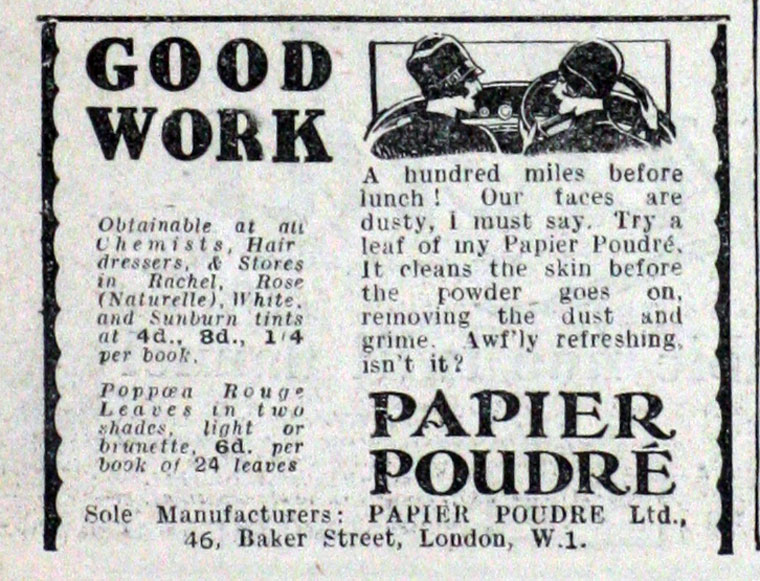 GOOD
WORK
Obtainable at all
Chemists, Hair
dressers, & Stores
in Rachel, Rose
(Naturelle), White,
and Sunburn tints
at 4d., 8d., 1/4
per book.
Poppœa Rouge
Leaves in two
shades, light or
brunette, 6d. per
book of 24 leaves
A hundred miles before
lunch! Our faces are
dusty, I must say. Try a
leaf of my Papier Poudré.
It cleans the skin before
the powder goes on,
removing the dust and
grime. Awf'ly refreshing,
isn't it?
PAPIER
POUDRÉ
Sole Manufacturers: PAPIER POUDRE Ltd.,
46, Baker Street, London, W.1.